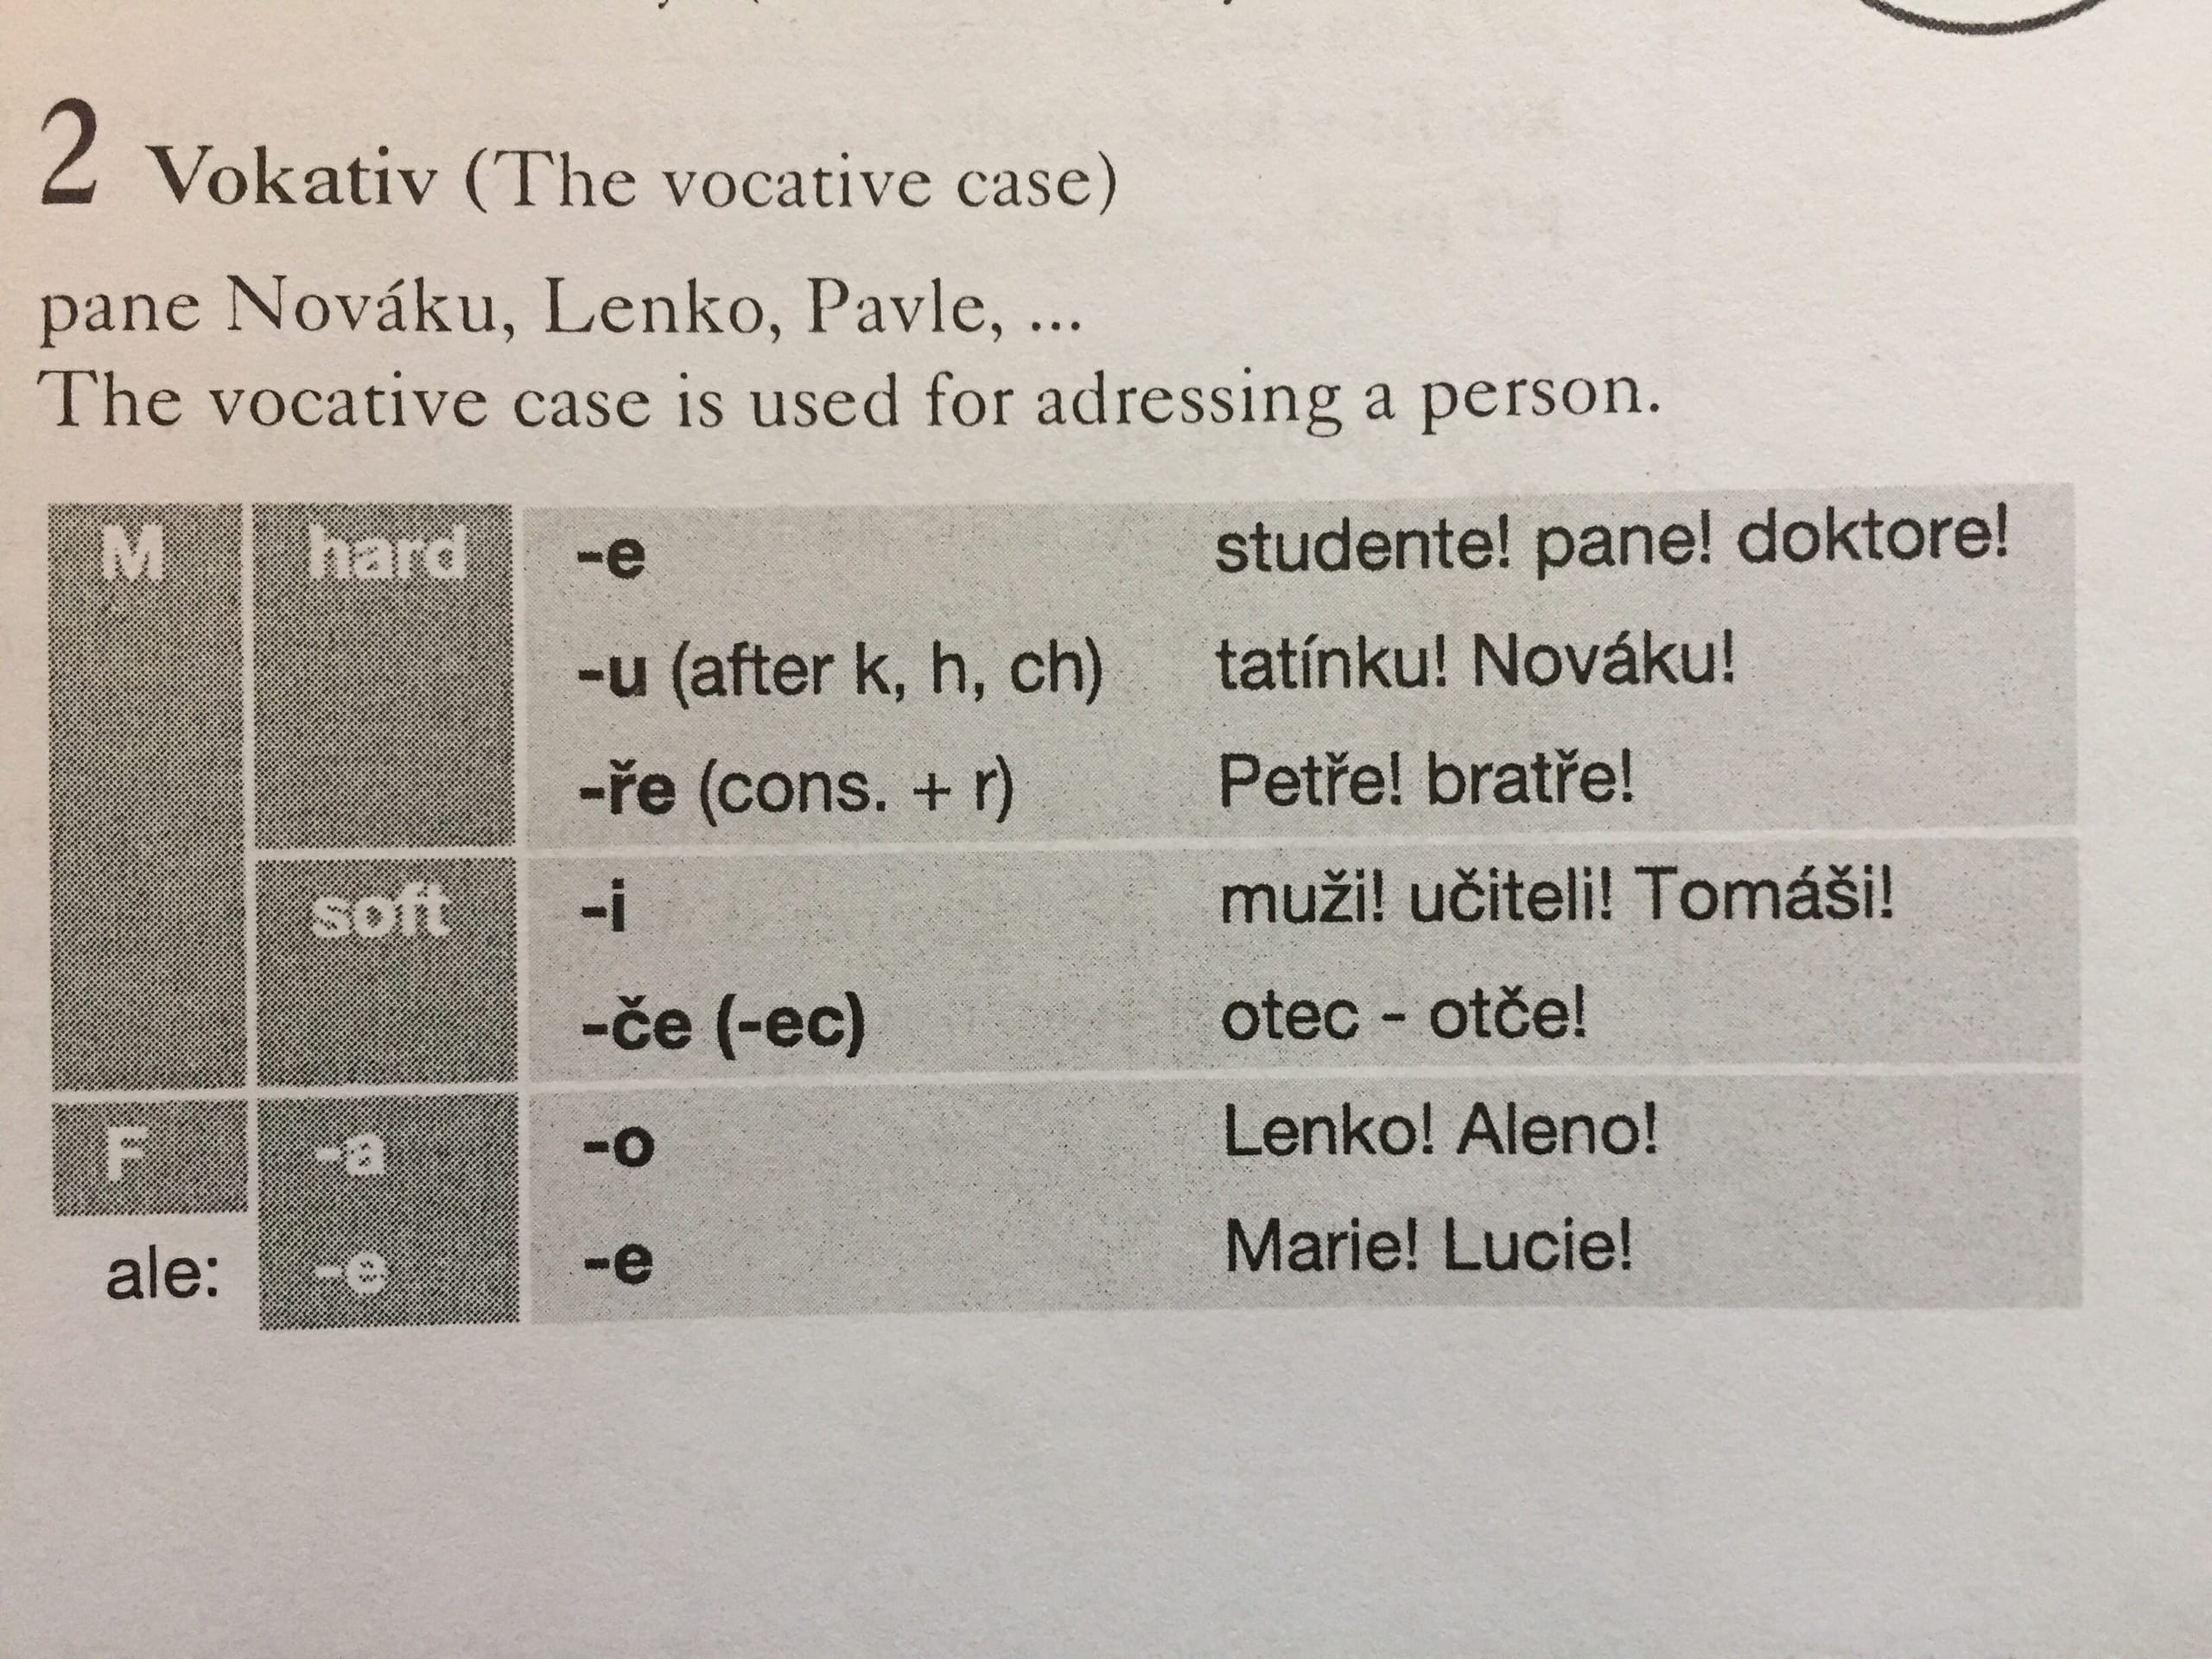 2 Vokativ (The vocative case)
pane Nováku, Lenko, Pavle, ...
The vocative case is used for adressing a person.
M hard -e studente! pane! doktore!
-u (after k, h, ch) tatínku! Nováku!
-ře (cons. + r) Petře! bratře!
soft -i muži! učiteli! Tomáši!
-če (-ec) otec - otče!
F -a -o Lenko! Aleno!
ale: -e -e Marie! Lucie!